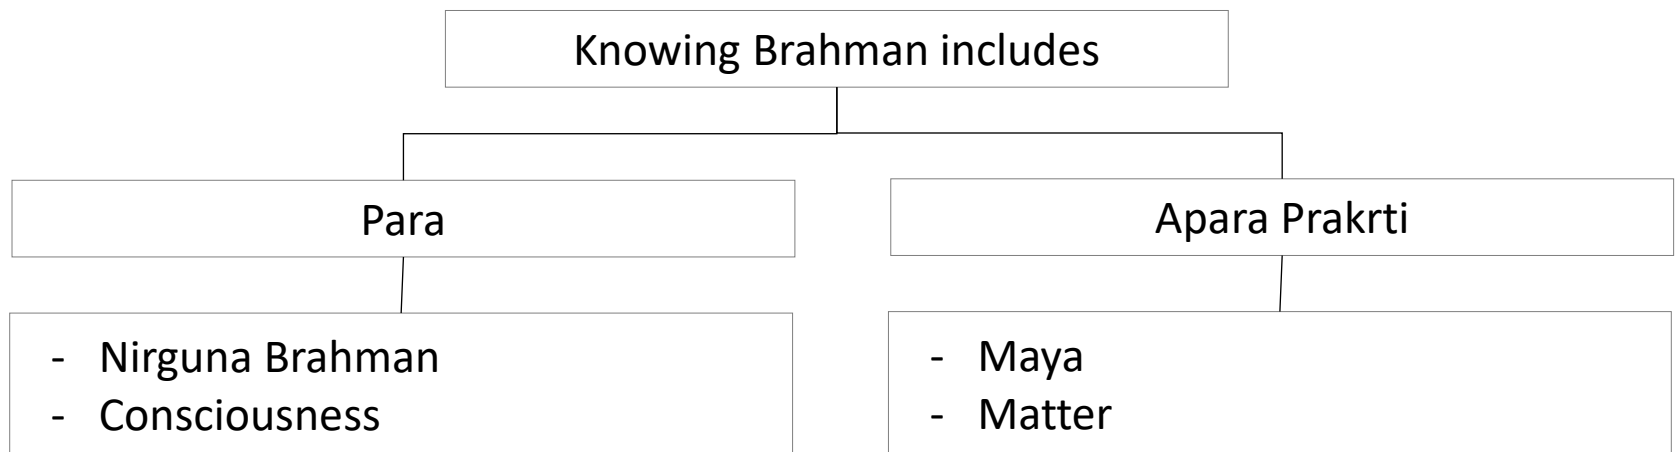 Knowing Brahman includes
Para
Apara Prakrti
- Nirguna Brahman
- Consciousness
- Maya
- Matter